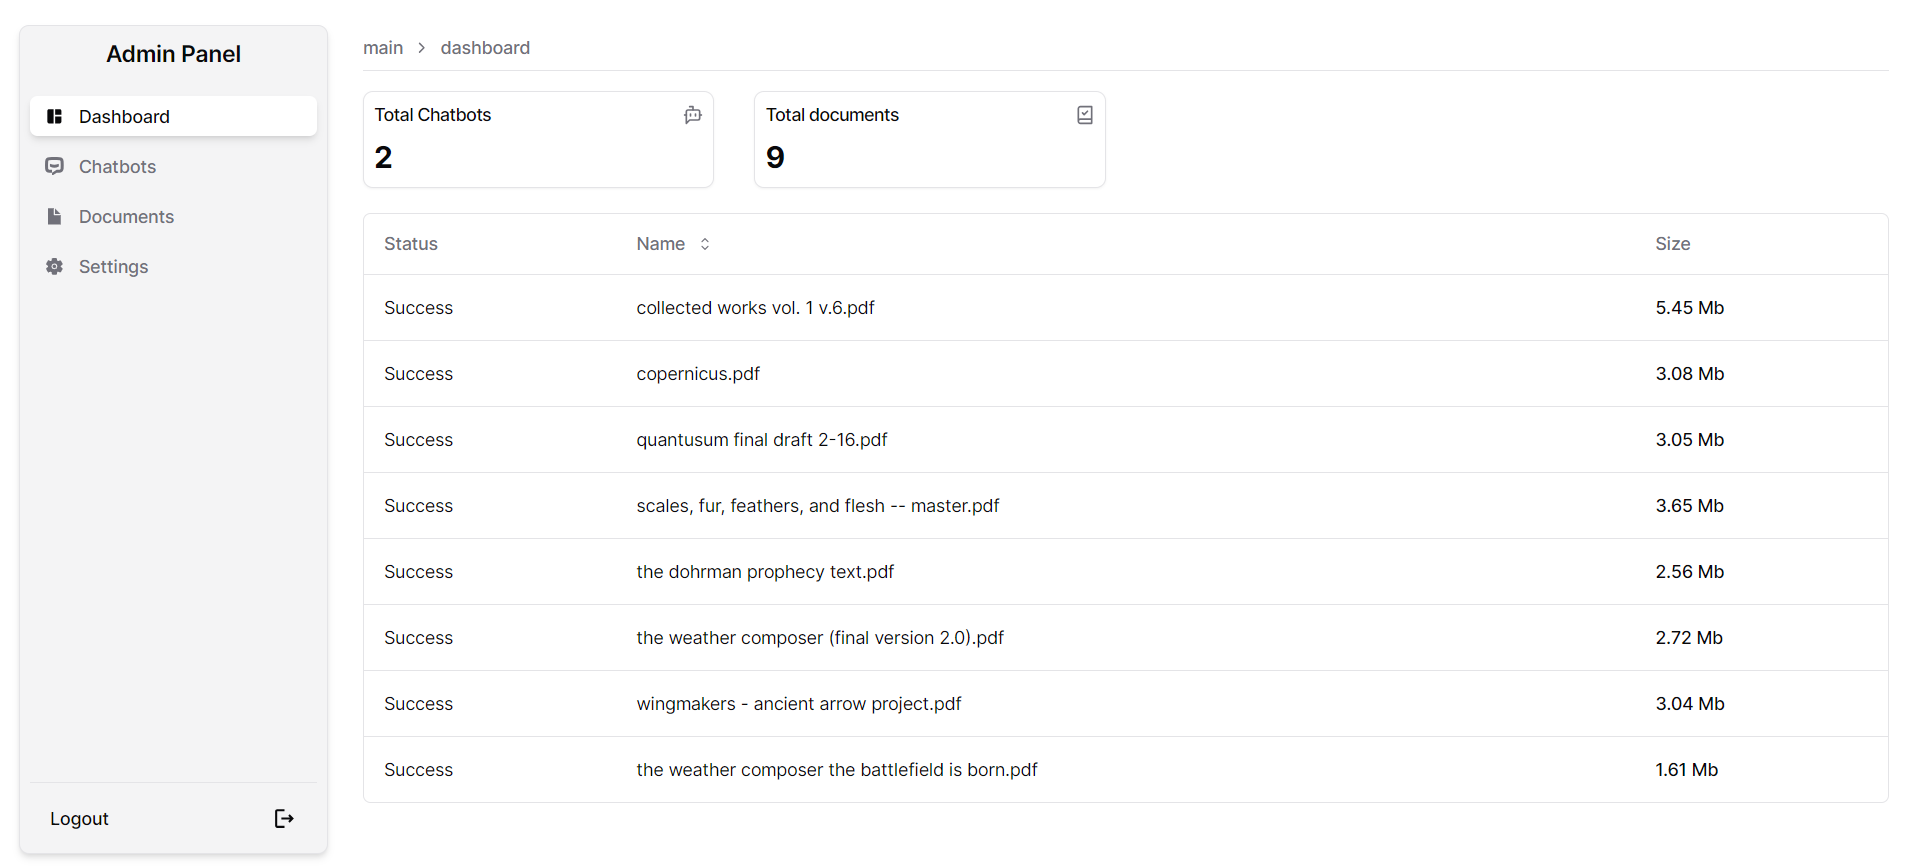 Admin Panel
Dashboard
Chatbots
Documents
Settings
Logout
main > dashboard
Total Chatbots
2
Total documents
9
Status Name Size
Success collected works vol. 1 v.6.pdf 5.45 Mb
Success copernicus.pdf 3.08 Mb
Success quantusum final draft 2-16.pdf 3.05 Mb
Success scales, fur, feathers, and flesh -- master.pdf 3.65 Mb
Success the dohrman prophecy text.pdf 2.56 Mb
Success the weather composer (final version 2.0).pdf 2.72 Mb
Success wingmakers - ancient arrow project.pdf 3.04 Mb
Success the weather composer the battlefield is born.pdf 1.61 Mb